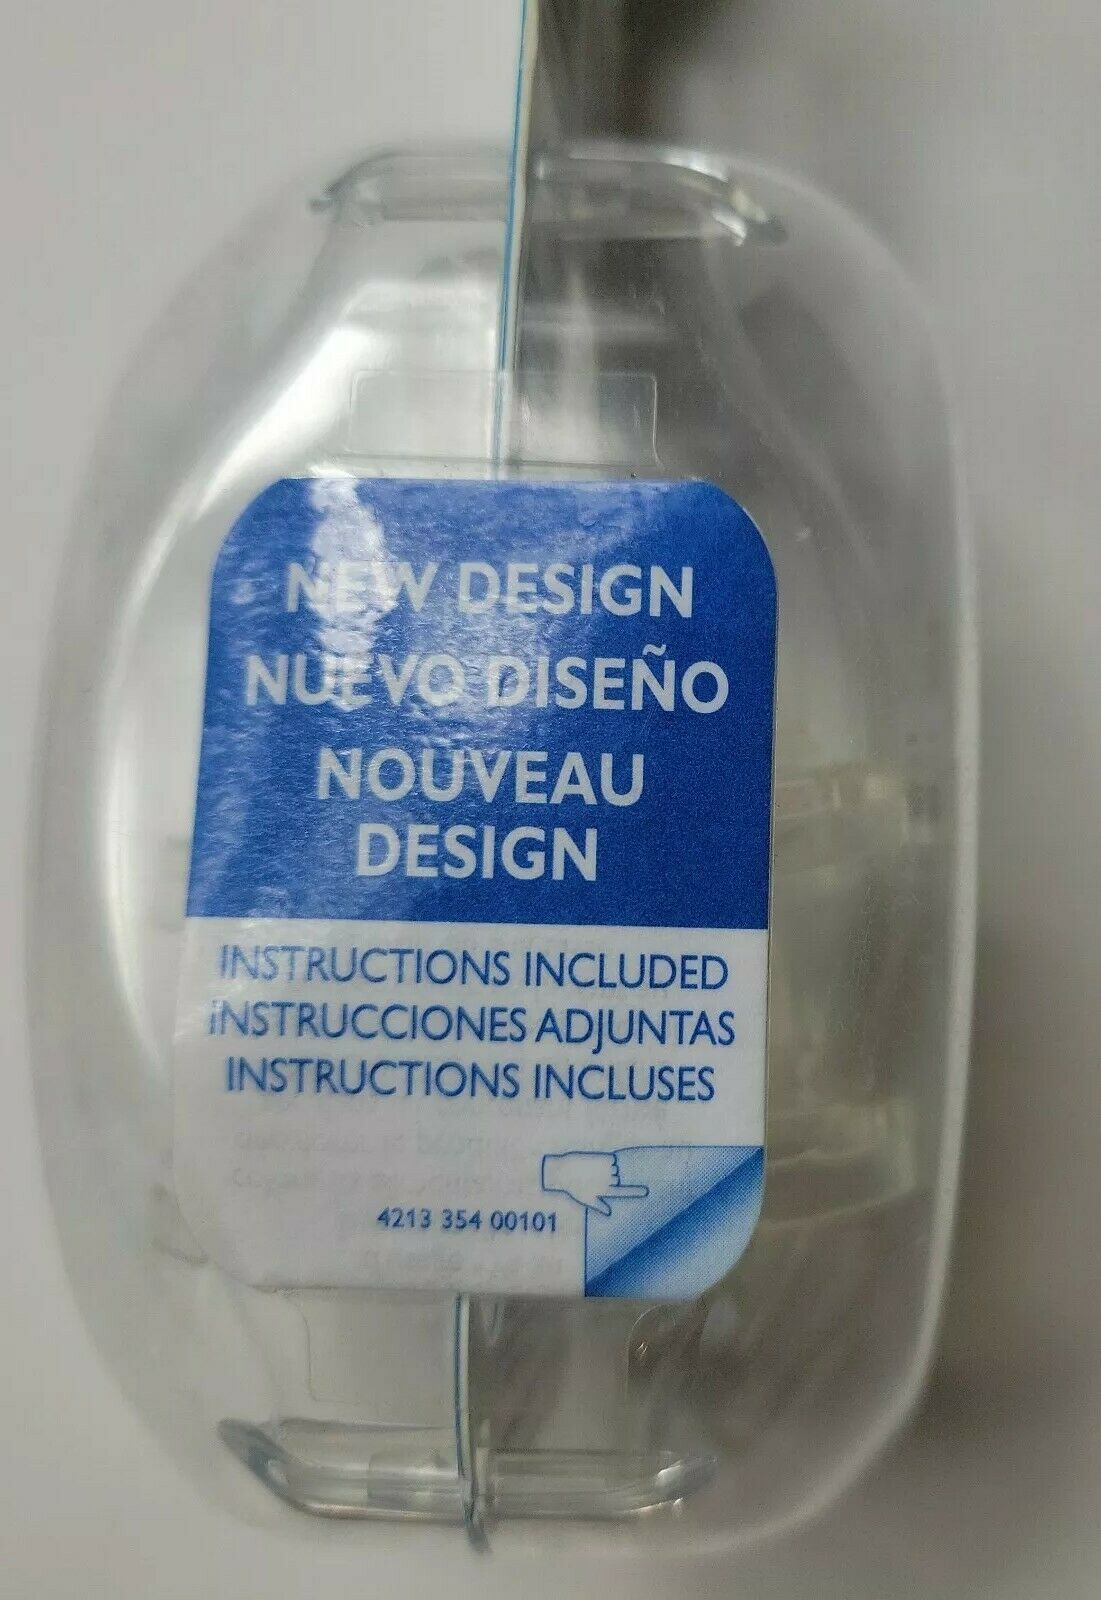 NEW DESIGN
NUEVO DISEÑO
NOUVEAU
DESIGN
INSTRUCTIONS INCLUDED
INSTRUCCIONES ADJUNTAS
INSTRUCTIONS INCLUSES
4213 354 00101